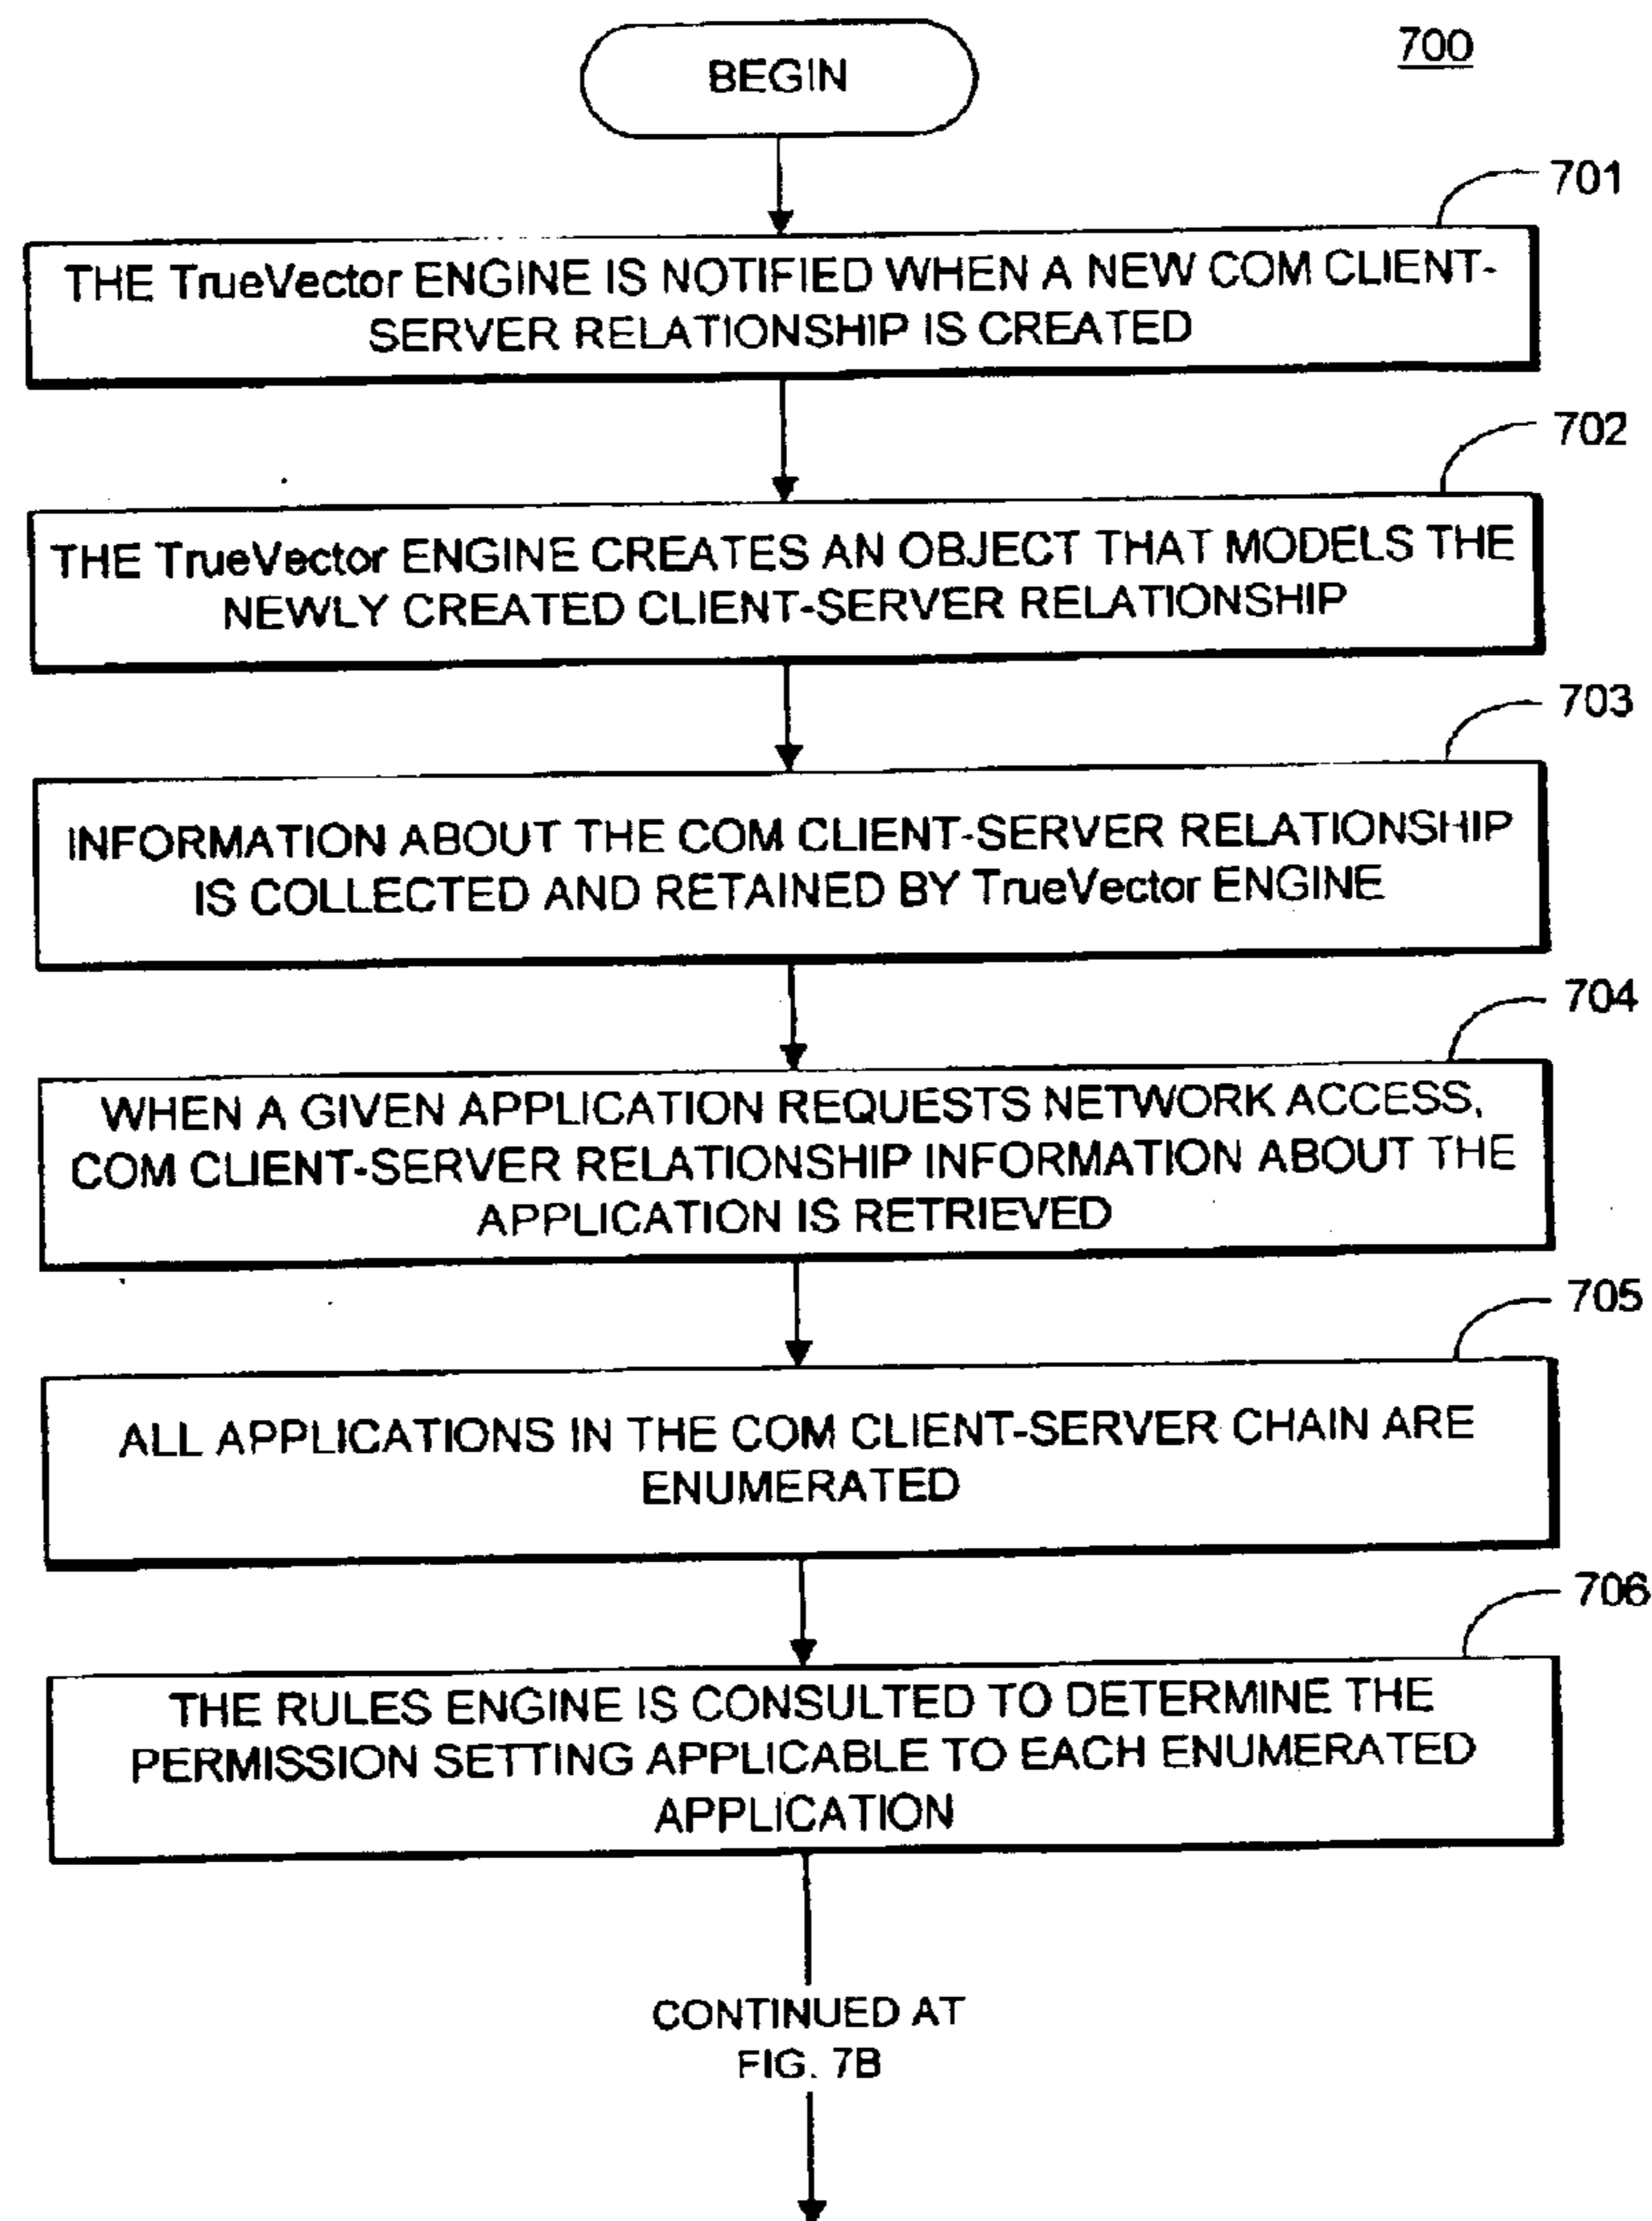 700
BEGIN
701
THE TrueVector ENGINE IS NOTIFIED WHEN A NEW COM CLIENT-
SERVER RELATIONSHIP IS CREATED
702
THE TrueVector ENGINE CREATES AN OBJECT THAT MODELS THE
NEWLY CREATED CLIENT-SERVER RELATIONSHIP
703
INFORMATION ABOUT THE COM CLIENT-SERVER RELATIONSHIP
IS COLLECTED AND RETAINED BY TrueVector ENGINE
704
WHEN A GIVEN APPLICATION REQUESTS NETWORK ACCESS,
COM CLIENT-SERVER RELATIONSHIP INFORMATION ABOUT THE
APPLICATION IS RETRIEVED
705
ALL APPLICATIONS IN THE COM CLIENT-SERVER CHAIN ARE
ENUMERATED
706
THE RULES ENGINE IS CONSULTED TO DETERMINE THE
PERMISSION SETTING APPLICABLE TO EACH ENUMERATED
APPLICATION
CONTINUED AT
FIG. 7B